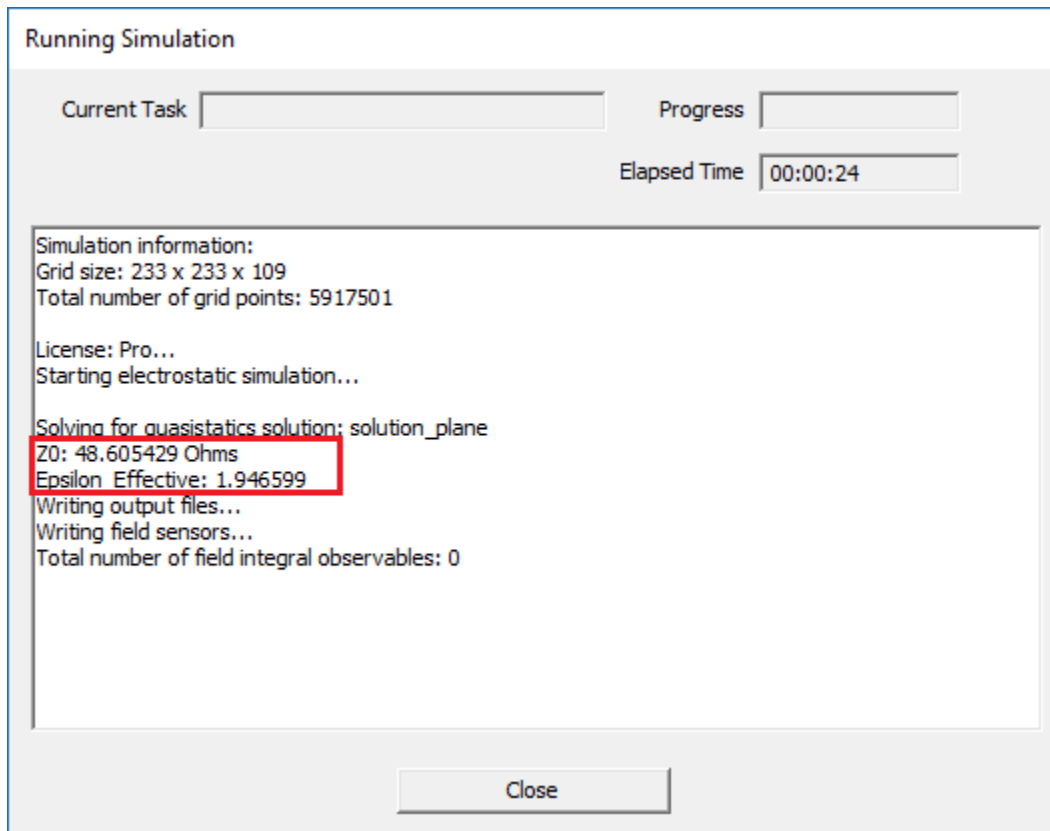 Running Simulation
Current Task
Progress
Elapsed Time 00:00:24
Simulation information:
Grid size: 233 x 233 x 109
Total number of grid points: 5917501
License: Pro...
Starting electrostatic simulation...
Solving for quasistatics solution: solution_plane
Z0: 48.605429 Ohms
Epsilon_Effective: 1.946599
Writing output files...
Writing field sensors...
Total number of field integral observables: 0
Close